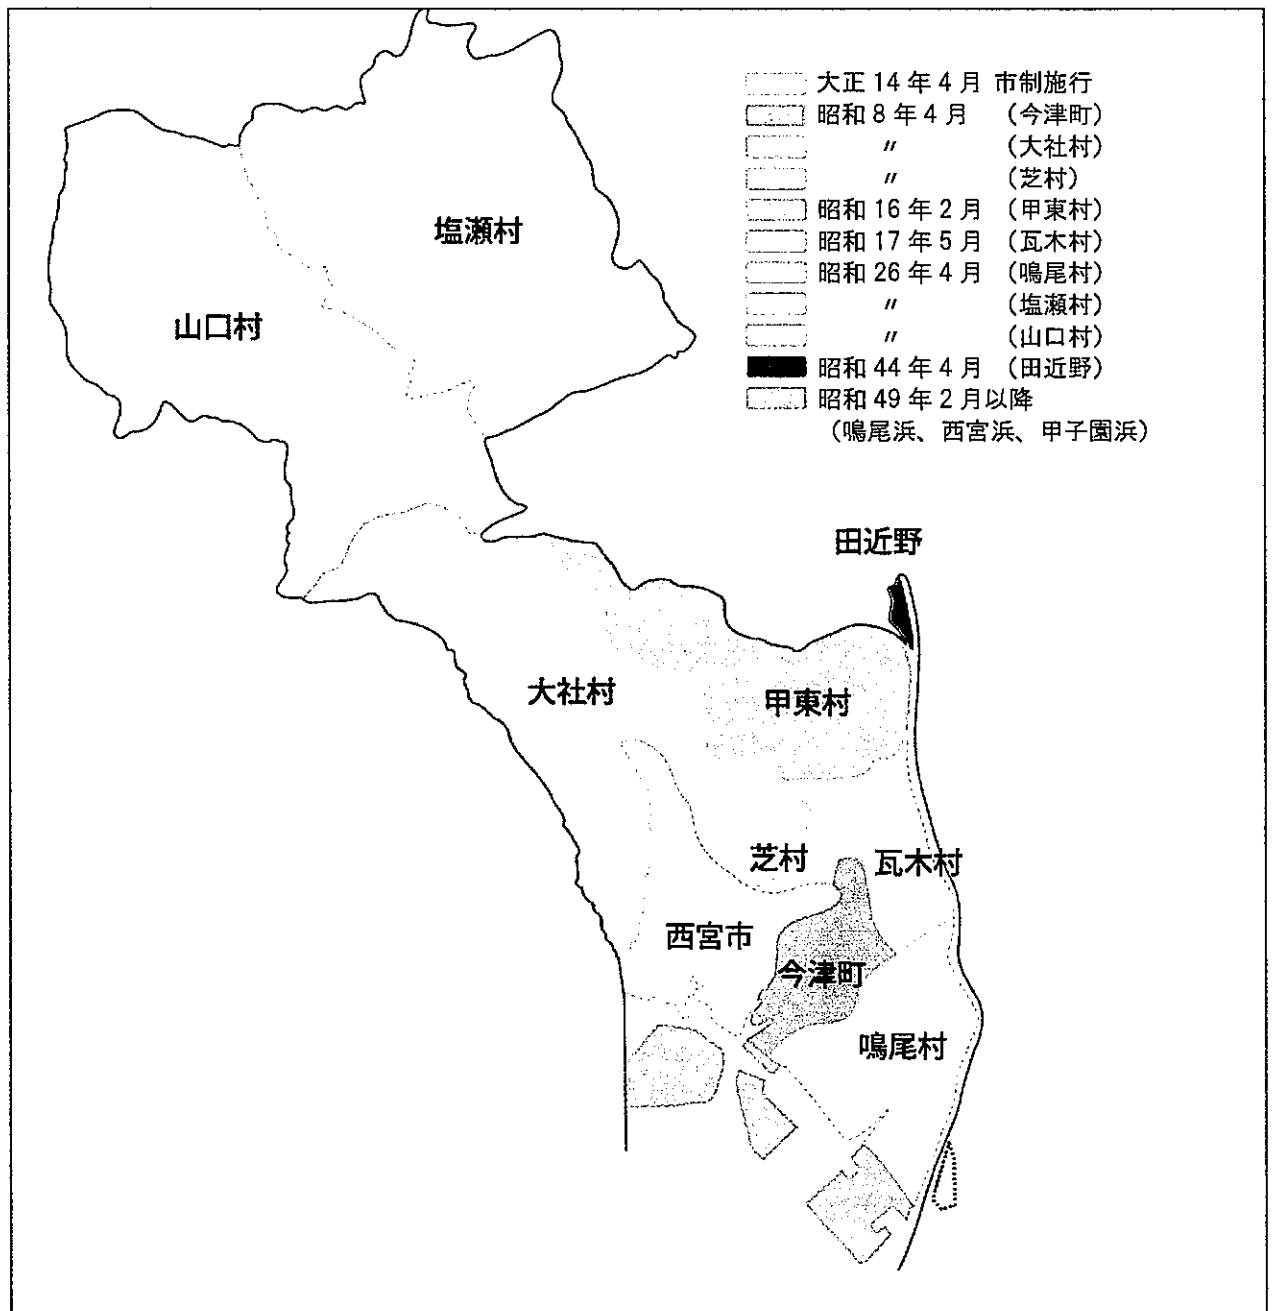 大正 14 年 4 月 市制施行
昭和 8 年 4 月 (今津町)
〃 (大社村)
〃 (芝村)
昭和 16 年 2 月 (甲東村)
昭和 17 年 5 月 (瓦木村)
昭和 26 年 4 月 (鳴尾村)
〃 (塩瀬村)
〃 (山口村)
昭和 44 年 4 月 (田近野)
昭和 49 年 2 月以降
(鳴尾浜、西宮浜、甲子園浜)
塩瀬村
山口村
田近野
大社村
甲東村
芝村
瓦木村
西宮市
今津町
鳴尾村